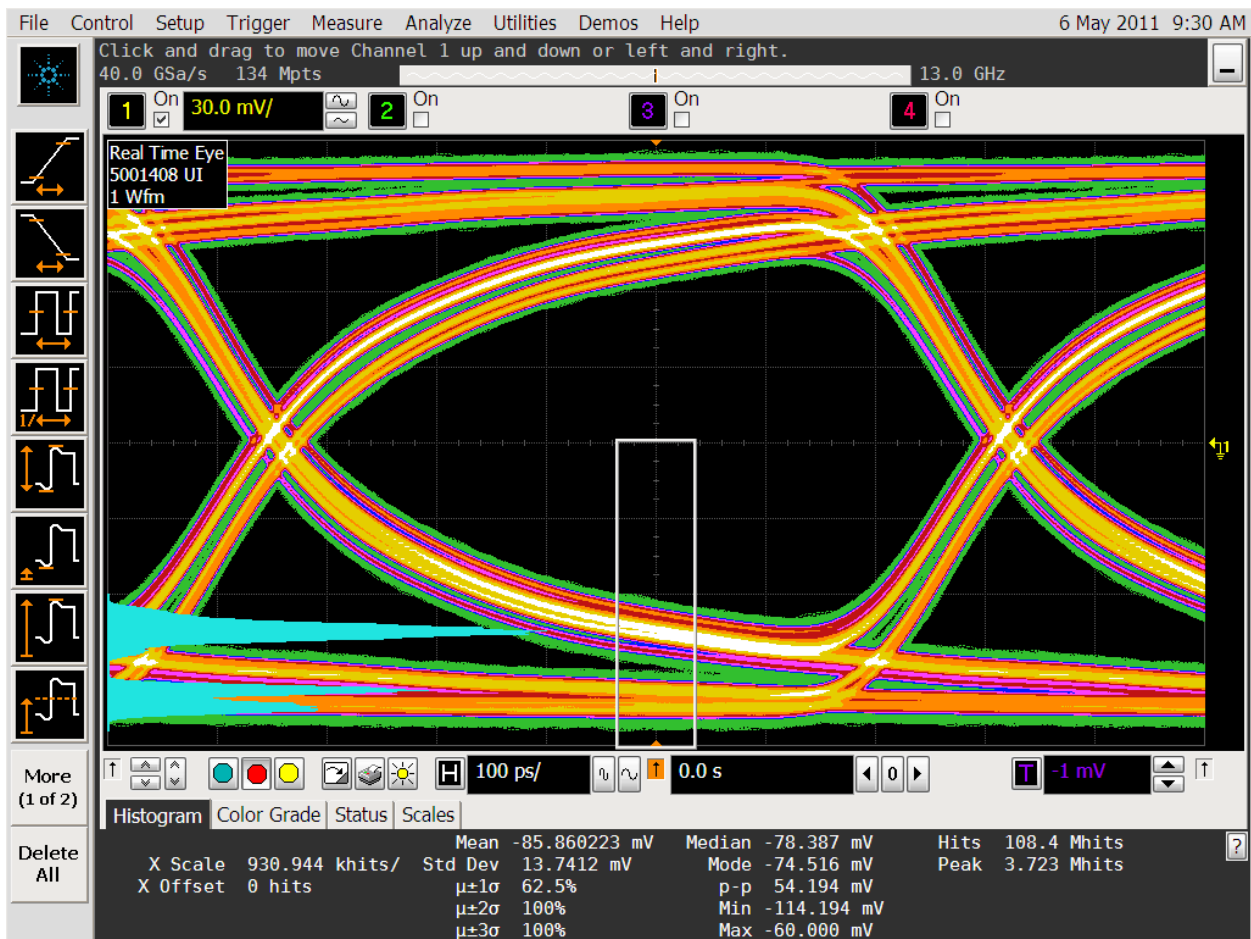 File Control Setup Trigger Measure Analyze Utilities Demos Help 6 May 2011 9:30 AM
Click and drag to move Channel 1 up and down or left and right.
40.0 GSa/s 134 Mpts 13.0 GHz
1 On 30.0 mV/ 2 On 3 On 4 On
Real Time Eye
5001408 UI
1 Wfm
1/
1
More
(1 of 2)
Delete
All
H 100 ps/ 0.0 s 0 T -1 mV
Histogram Color Grade Status Scales
Mean -85.860223 mV Median -78.387 mV Hits 108.4 Mhits ?
X Scale 930.944 khits/ Std Dev 13.7412 mV Mode -74.516 mV Peak 3.723 Mhits
X Offset 0 hits µ±1σ 62.5% p-p 54.194 mV
µ±2σ 100% Min -114.194 mV
µ±3σ 100% Max -60.000 mV